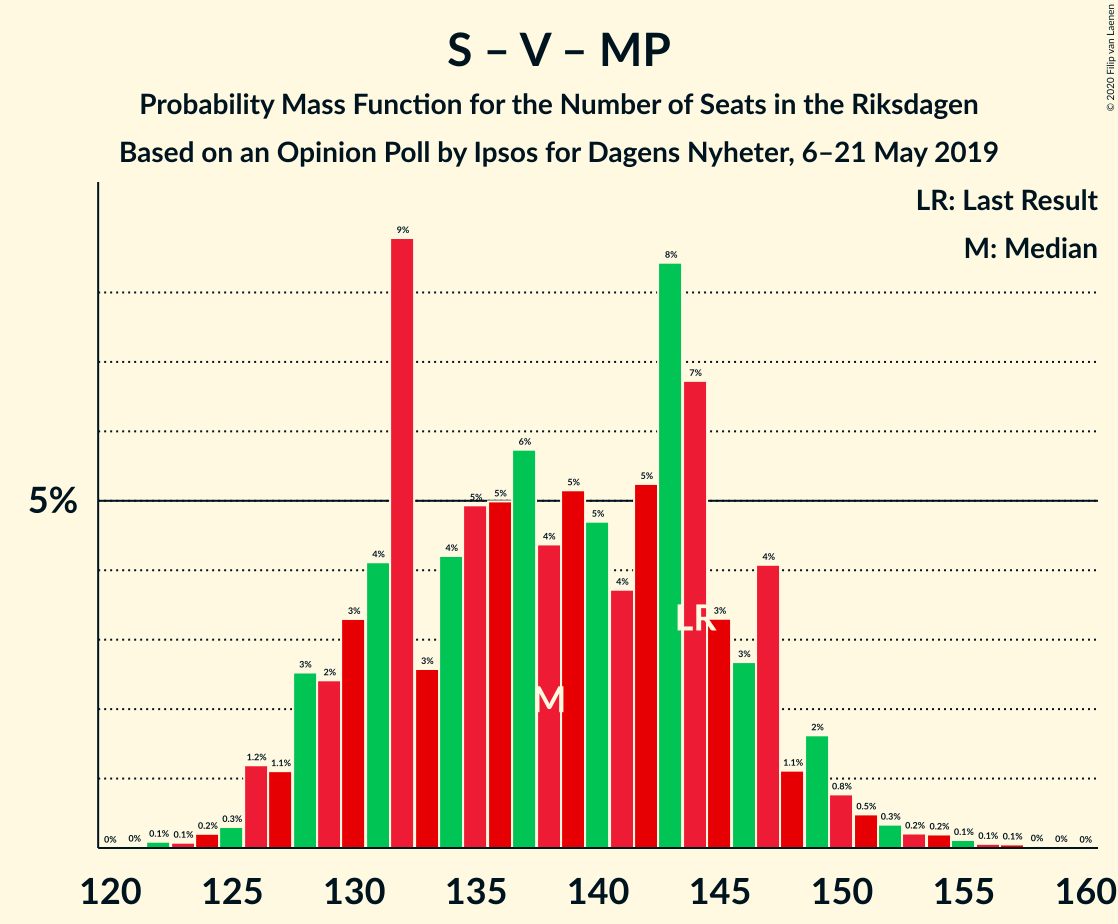 S – V – MP
Probability Mass Function for the Number of Seats in the Riksdagen
Based on an Opinion Poll by Ipsos for Dagens Nyheter, 6–21 May 2019
© 2020 Filip van Laenen
LR: Last Result
M: Median
5%
0% 0% 0.1% 0.1% 0.2% 0.3% 1.2% 1.1% 3% 2% 3% 4% 9% 3% 4% 5% 5% 6% 4% 5% 5% 4% 5% 8% 7% 3% 3% 4% 1.1% 2% 0.8% 0.5% 0.3% 0.2% 0.2% 0.1% 0.1% 0.1% 0% 0% 0%
LR
M
120 125 130 135 140 145 150 155 160